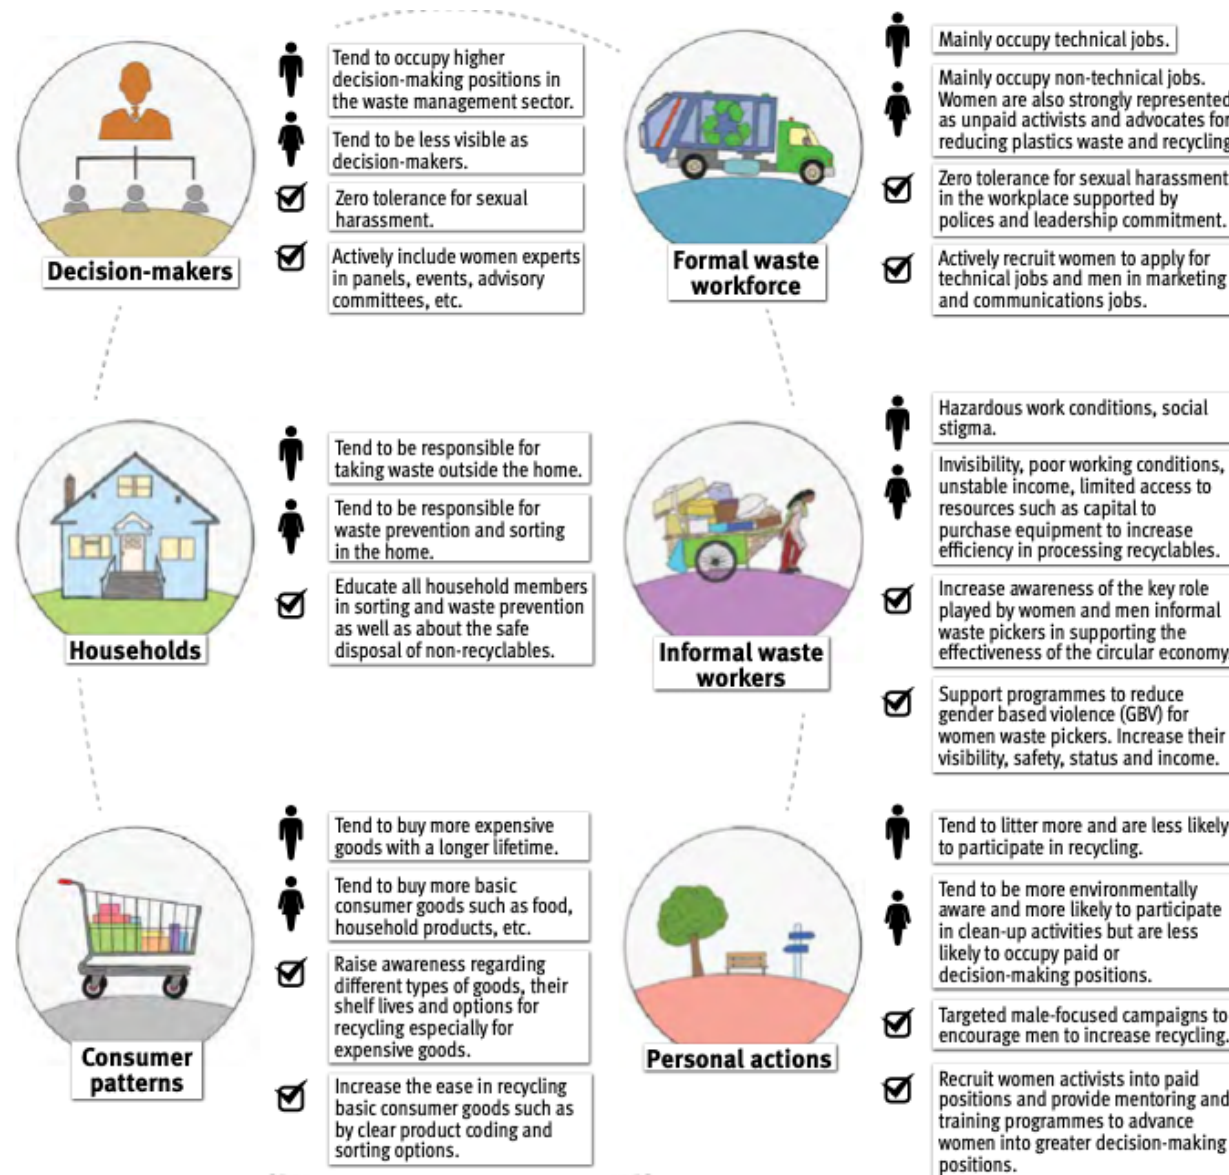 Decision-makers
Tend to occupy higher
decision-making positions in
the waste management sector.
Tend to be less visible as
decision-makers.
Zero tolerance for sexual
harassment.
Actively include women experts
in panels, events, advisory
committees, etc.
Formal waste
workforce
Mainly occupy technical jobs.
Mainly occupy non-technical jobs.
Women are also strongly represented
as unpaid activists and advocates for
reducing plastics waste and recycling
Zero tolerance for sexual harassment
in the workplace supported by
polices and leadership commitment.
Actively recruit women to apply for
technical jobs and men in marketing
and communications jobs.
Households
Tend to be responsible for
taking waste outside the home.
Tend to be responsible for
waste prevention and sorting
in the home.
Educate all household members
in sorting and waste prevention
as well as about the safe
disposal of non-recyclables.
Informal waste
workers
Hazardous work conditions, social
stigma.
Invisibility, poor working conditions,
unstable income, limited access to
resources such as capital to
purchase equipment to increase
efficiency in processing recyclables.
Increase awareness of the key role
played by women and men informal
waste pickers in supporting the
effectiveness of the circular economy.
Support programmes to reduce
gender based violence (GBV) for
women waste pickers. Increase their
visibility, safety, status and income.
Consumer
patterns
Tend to buy more expensive
goods with a longer lifetime.
Tend to buy more basic
consumer goods such as food,
household products, etc.
Raise awareness regarding
different types of goods, their
shelf lives and options for
recycling especially for
expensive goods.
Increase the ease in recycling
basic consumer goods such as
by clear product coding and
sorting options.
Personal actions
Tend to litter more and are less likely
to participate in recycling.
Tend to be more environmentally
aware and more likely to participate
in clean-up activities but are less
likely to occupy paid or
decision-making positions.
Targeted male-focused campaigns to
encourage men to increase recycling.
Recruit women activists into paid
positions and provide mentoring and
training programmes to advance
women into greater decision-making
positions.